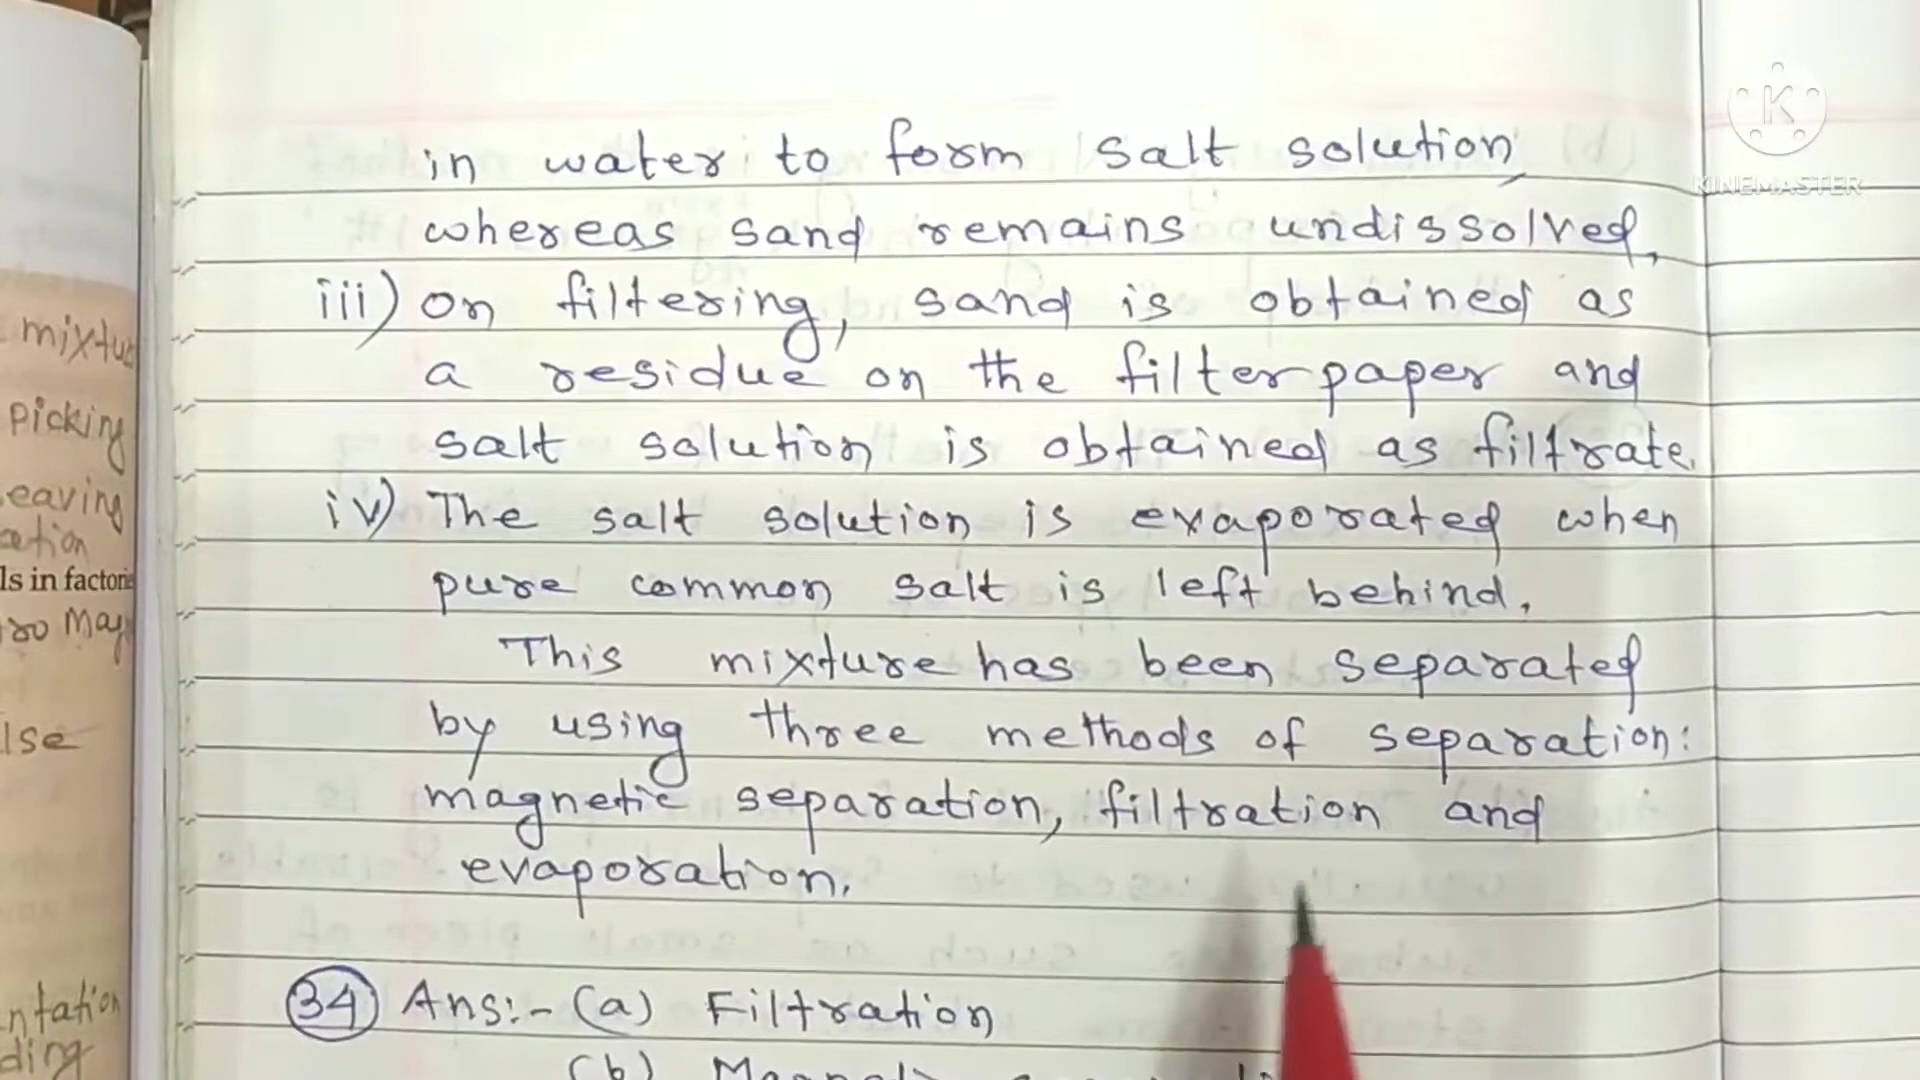 in water to form salt solution,
whereas sand remains undissolved.
iii) On filtering, sand is obtained as
a residue on the filterpaper and
salt solution is obtained as filtrate.
iv) The salt solution is evaporated when
pure common salt is left behind.
This mixture has been separated
by using three methods of separation:
magnetic separation, filtration and
evaporation.
34 Ans:- (a) Filtration
(b)
mixtu
picking
eaving
ls in factorie
lse
ntation
ding
K
KINEMASTER